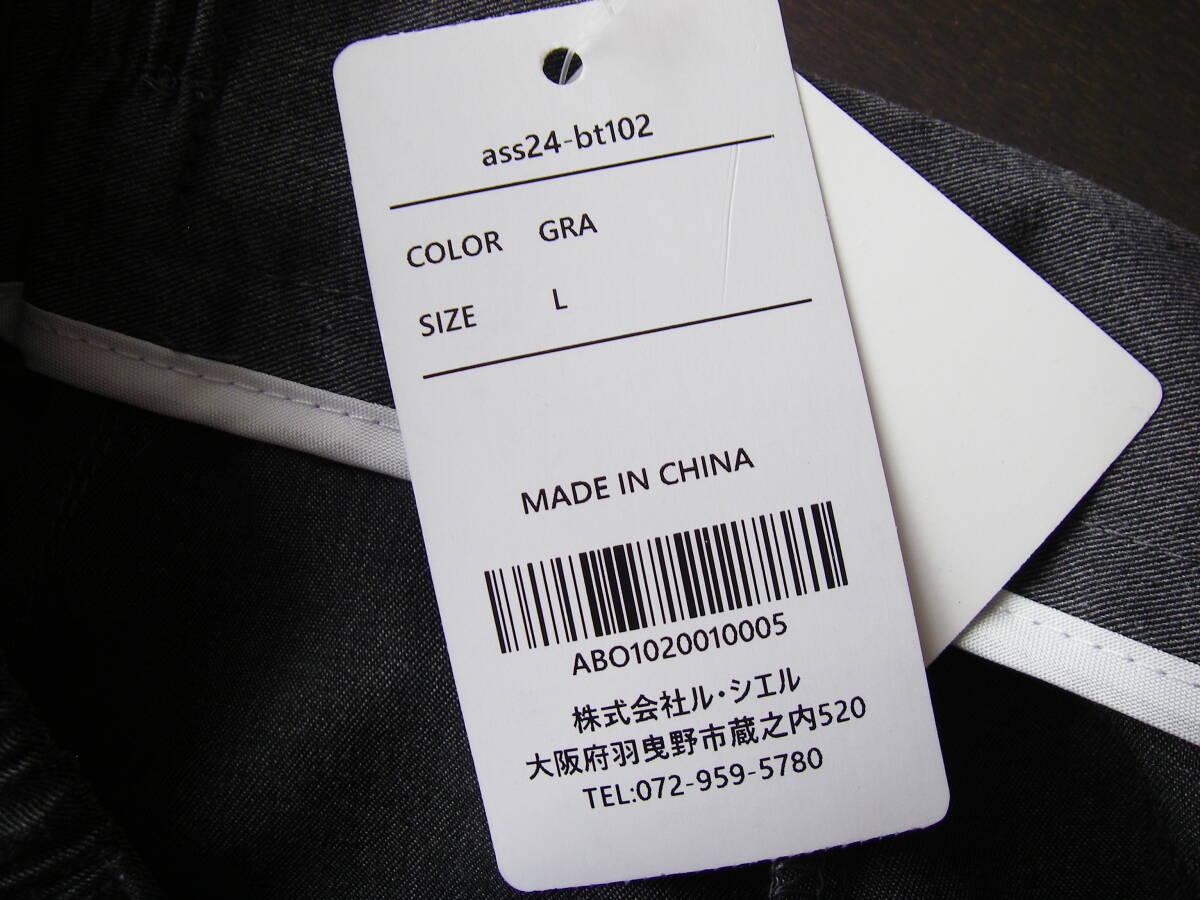 ass24-bt102
COLOR GRA
SIZE L
MADE IN CHINA
ABO1020010005
株式会社ル・シエル
大阪府羽曳野市蔵之内520
TEL:072-959-5780